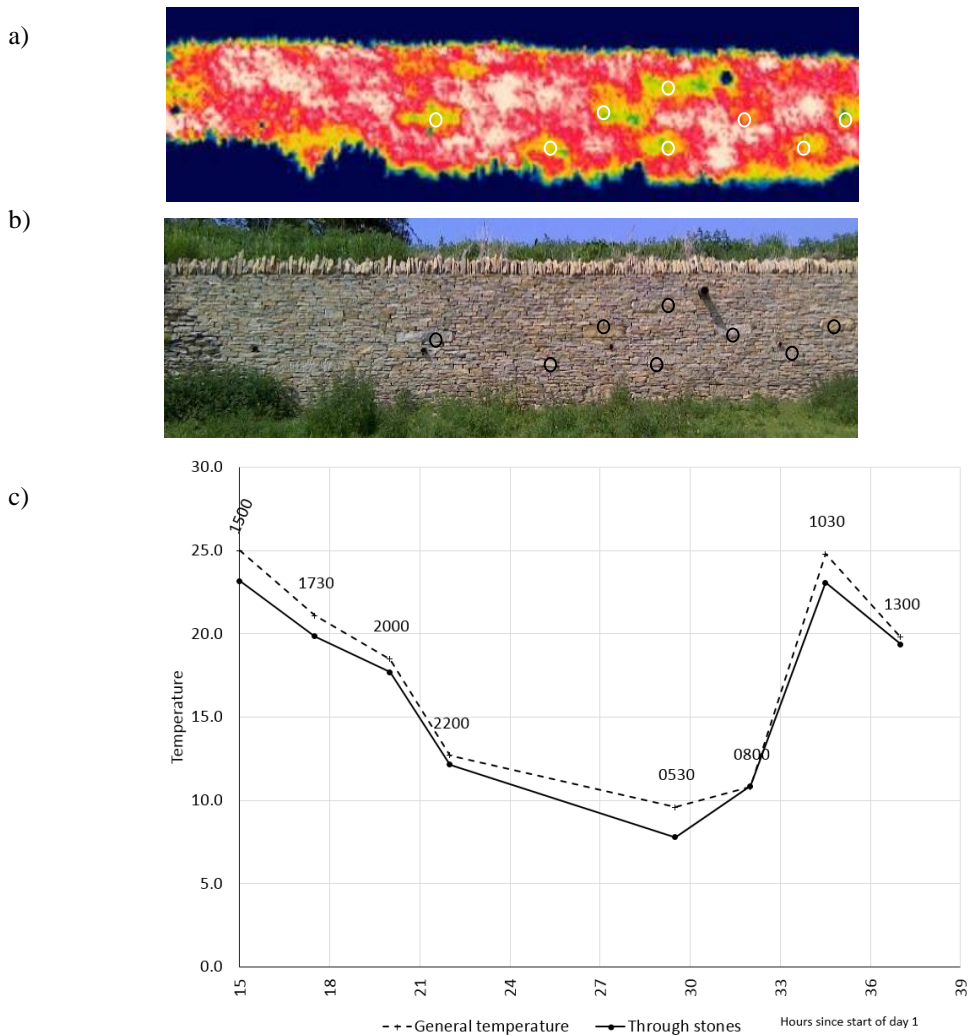 a)
b)
c)
30.0
25.0
20.0
15.0
10.0
5.0
0.0
Temperature
1500
1730
2000
2200
0530
0800
1030
1300
15 18 21 24 27 30 33 36 39
General temperature Through stones Hours since start of day 1